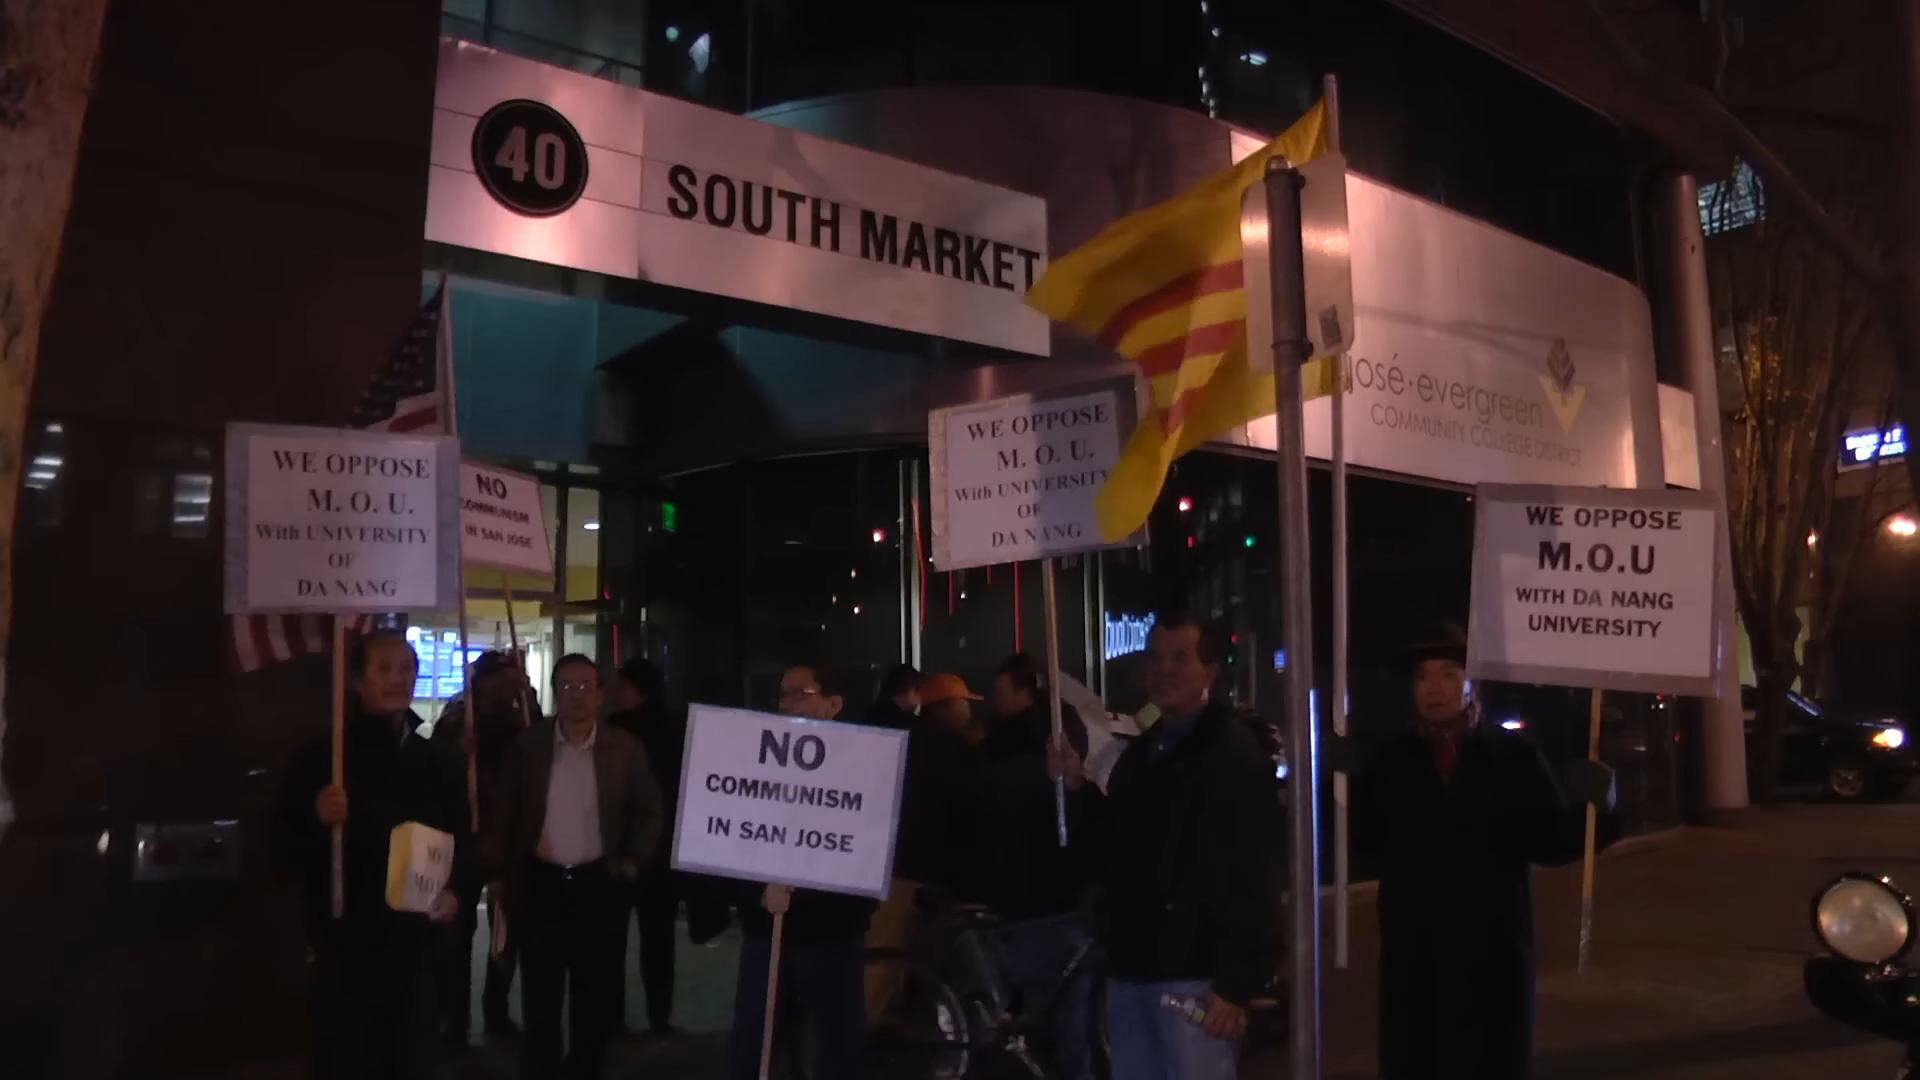 40
SOUTH MARKET
José·evergreen
COMMUNITY COLLEGE DISTRICT
WE OPPOSE
M. O. U.
With UNIVERSITY
OF
DA NANG
NO
COMMUNISM
IN SAN JOSE
WE OPPOSE
M. O. U.
With UNIVERSITY
OF
DA NANG
WE OPPOSE
M.O.U
WITH DA NANG
UNIVERSITY
NO
COMMUNISM
IN SAN JOSE
NO
M.O.U